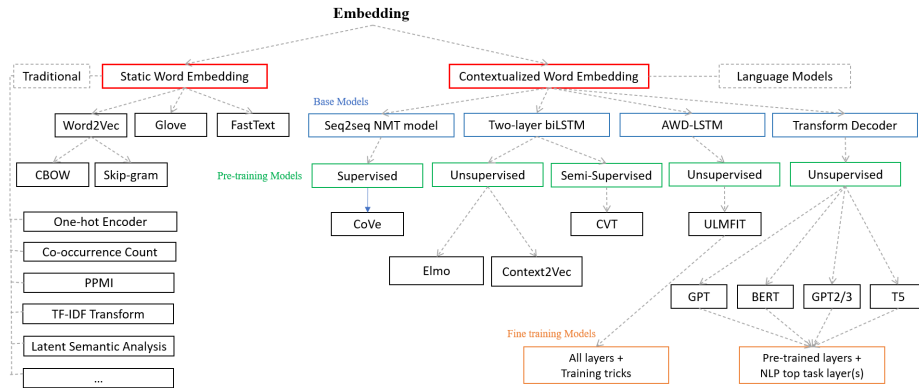 Embedding
Traditional
Static Word Embedding
Contextualized Word Embedding
Language Models
Base Models
Word2Vec
Glove
FastText
Seq2seq NMT model
Two-layer biLSTM
AWD-LSTM
Transform Decoder
CBOW
Skip-gram
Pre-training Models
Supervised
Unsupervised
Semi-Supervised
Unsupervised
Unsupervised
One-hot Encoder
CoVe
CVT
ULMFIT
Co-occurrence Count
Elmo
Context2Vec
PPMI
GPT
BERT
GPT2/3
T5
TF-IDF Transform
Fine training Models
Latent Semantic Analysis
All layers +
Training tricks
Pre-trained layers +
NLP top task layer(s)
...